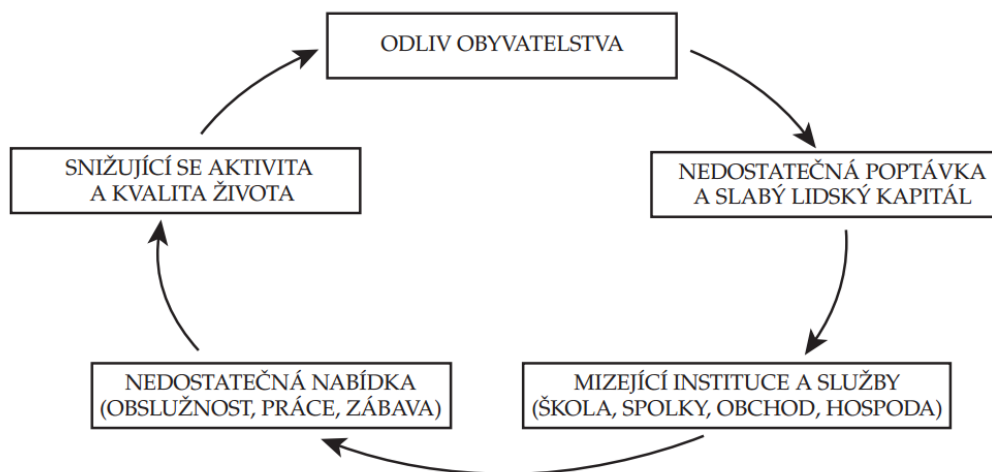 ODLIV OBYVATELSTVA
SNIŽUJÍCÍ SE AKTIVITA
A KVALITA ŽIVOTA
NEDOSTATEČNÁ POPTÁVKA
A SLABÝ LIDSKÝ KAPITÁL
NEDOSTATEČNÁ NABÍDKA
(OBSLUŽNOST, PRÁCE, ZÁBAVA)
MIZEJÍCÍ INSTITUCE A SLUŽBY
(ŠKOLA, SPOLKY, OBCHOD, HOSPODA)